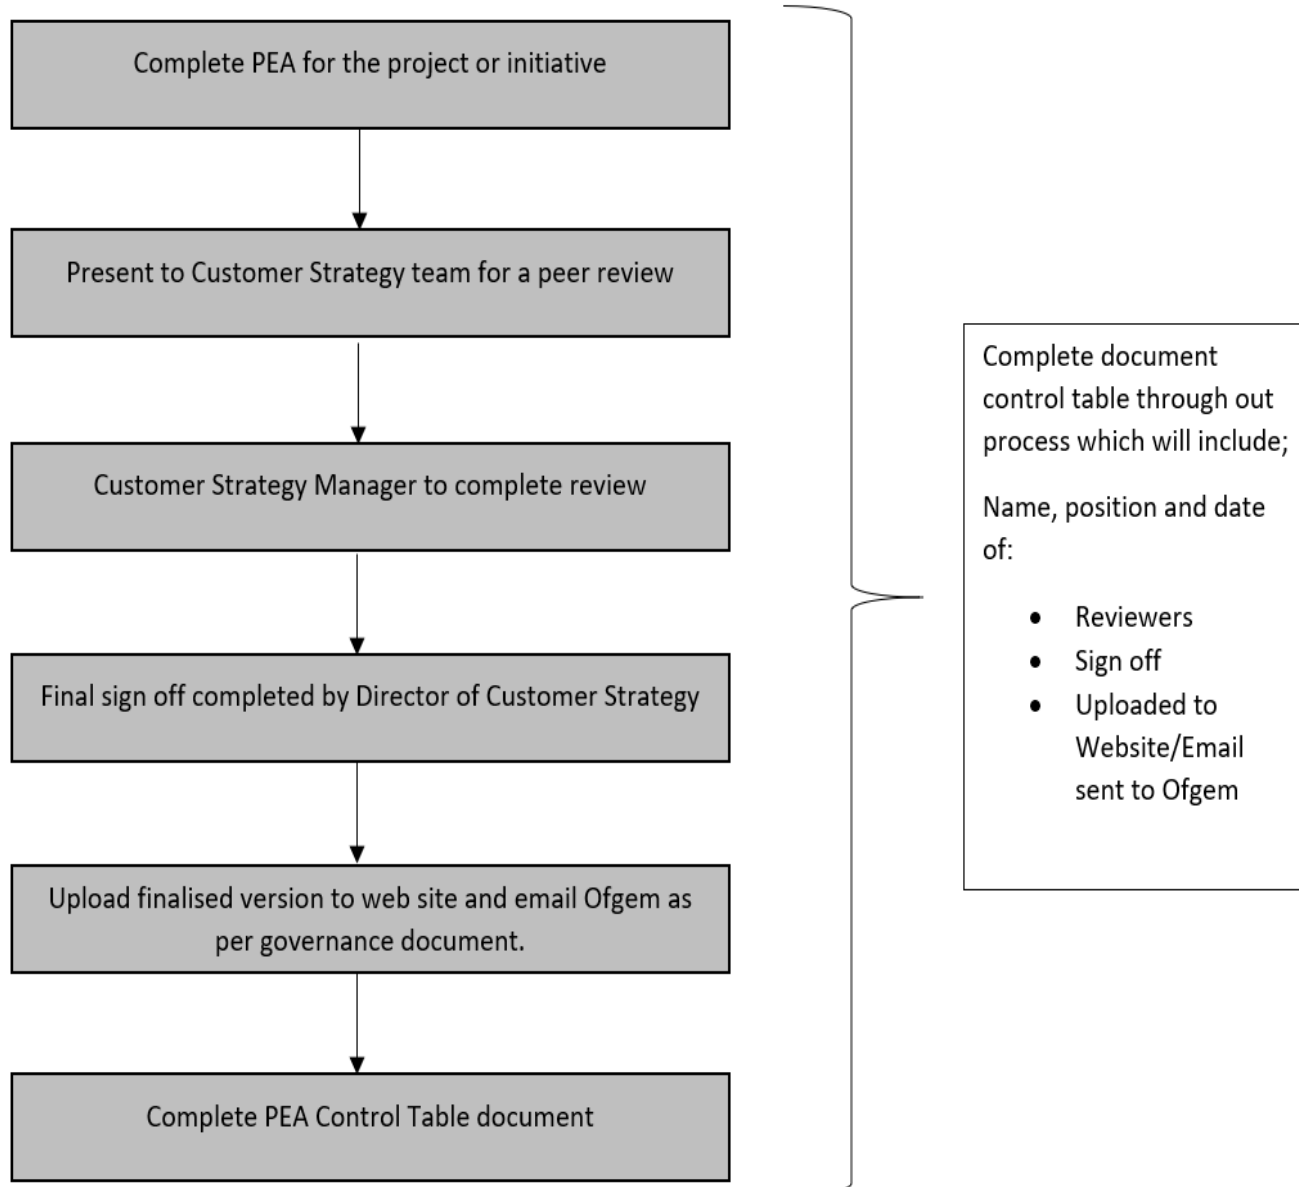 Complete PEA for the project or initiative
Present to Customer Strategy team for a peer review
Customer Strategy Manager to complete review
Final sign off completed by Director of Customer Strategy
Upload finalised version to web site and email Ofgem as
per governance document.
Complete PEA Control Table document
Complete document
control table through out
process which will include;
Name, position and date
of:
● Reviewers
● Sign off
● Uploaded to
Website/Email
sent to Ofgem